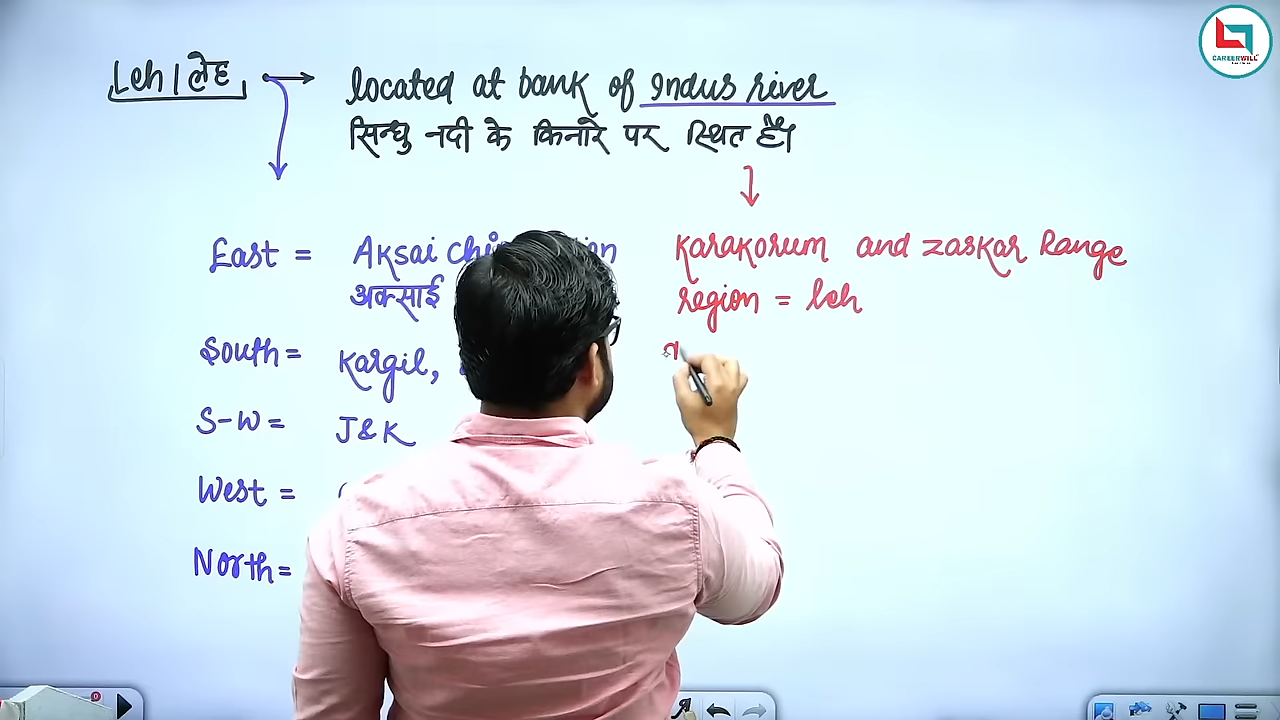 Leh / लेह
located at bank of Indus river
सिन्धु नदी के किनारे पर स्थित है।
East = Aksai Chin
अक्साई
South = Kargil,
S-W = J&K
West =
North =
Karakorum and Zaskar Range
region = leh
CAREERWILL